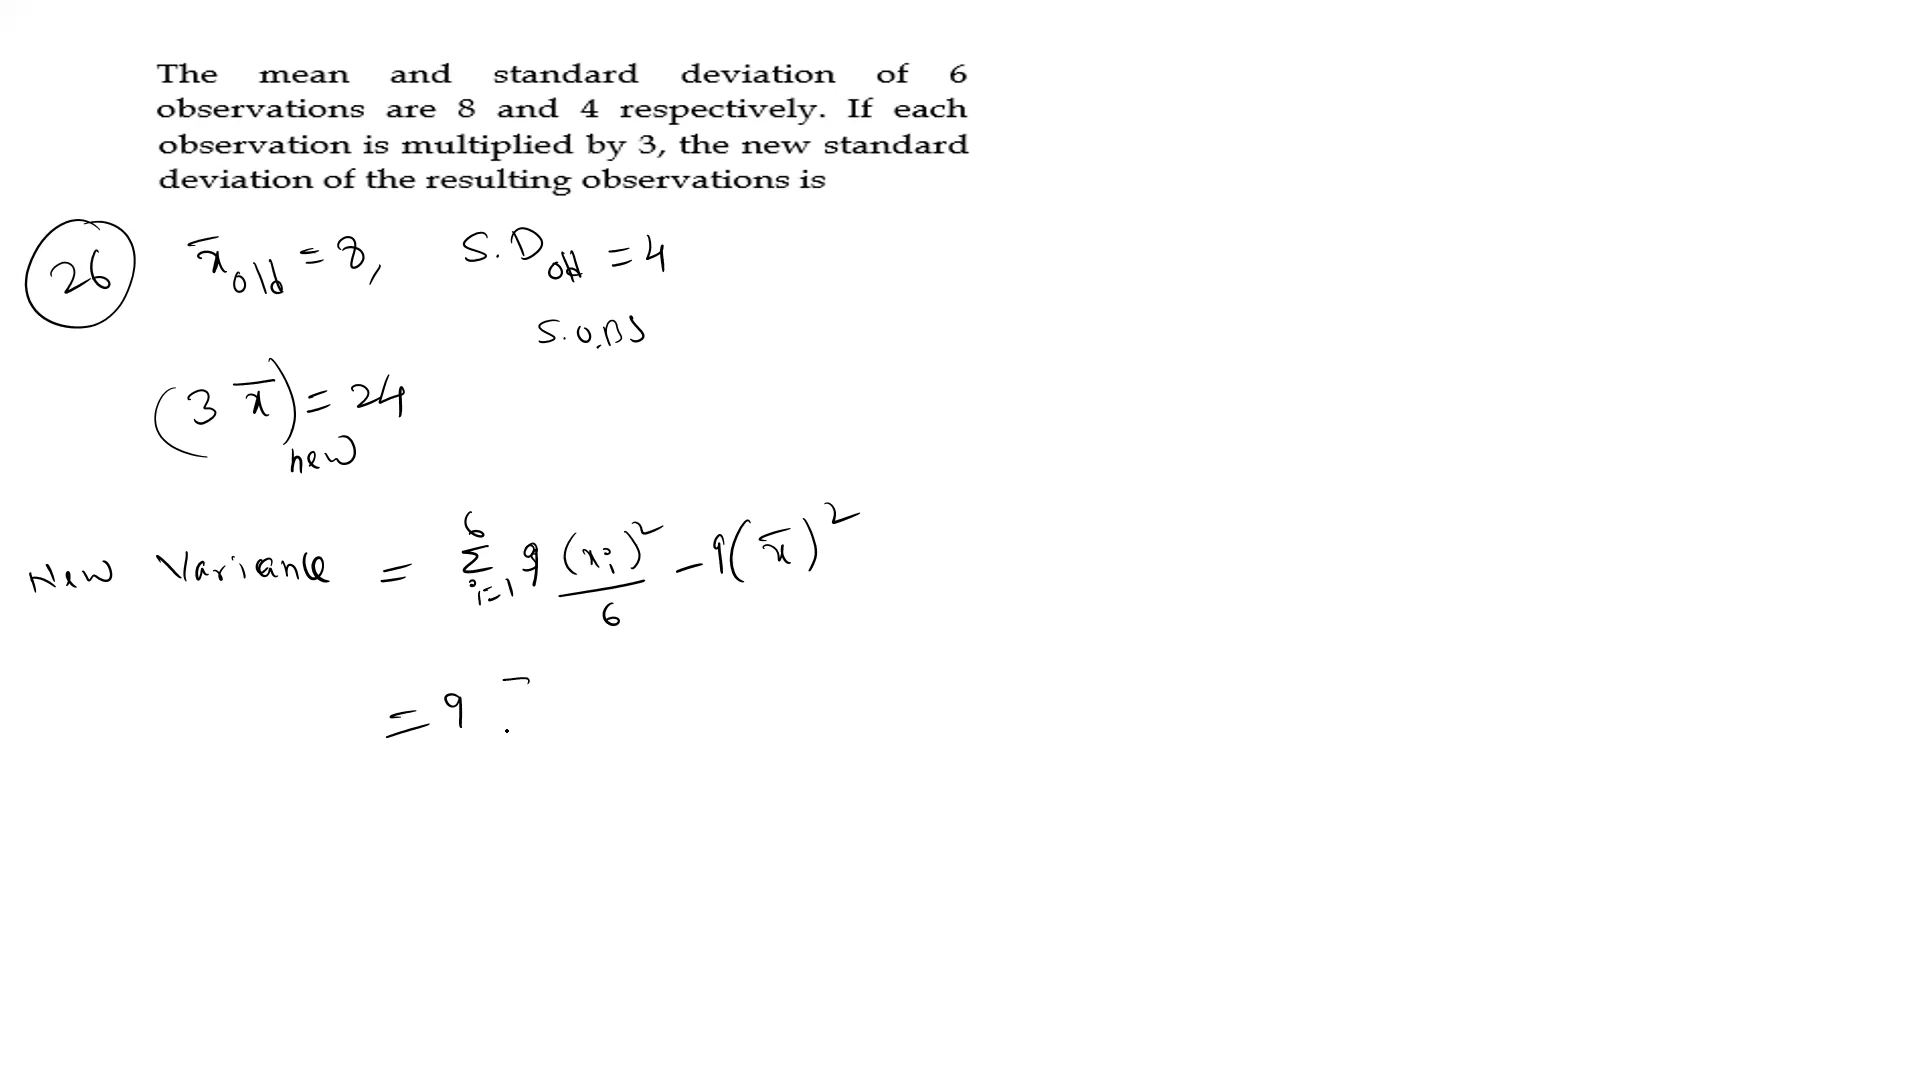 The mean and standard deviation of 6
observations are 8 and 4 respectively. If each
observation is multiplied by 3, the new standard
deviation of the resulting observations is
26 x̄ old = 8, S.D old = 4
S.O.BS
(3 x̄) new = 24
New Variance = 6 Σ i=1 9 (xi)² / 6 - 9(x̄)²
= 9